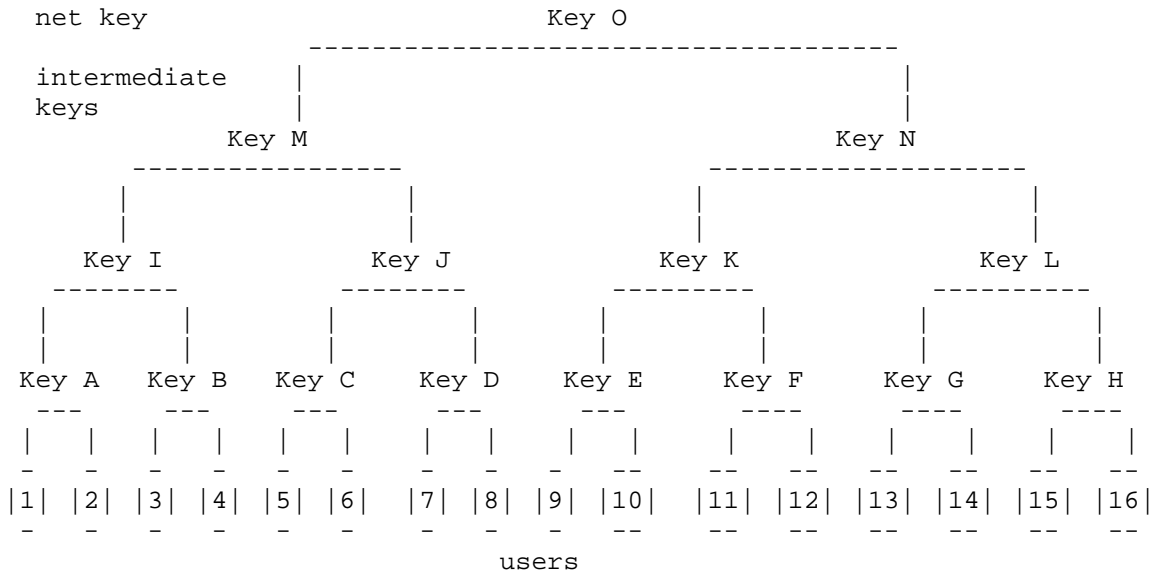 net key Key O
intermediate
keys
Key M Key N
Key I Key J Key K Key L
Key A Key B Key C Key D Key E Key F Key G Key H
|1| |2| |3| |4| |5| |6| |7| |8| |9| |10| |11| |12| |13| |14| |15| |16|
users